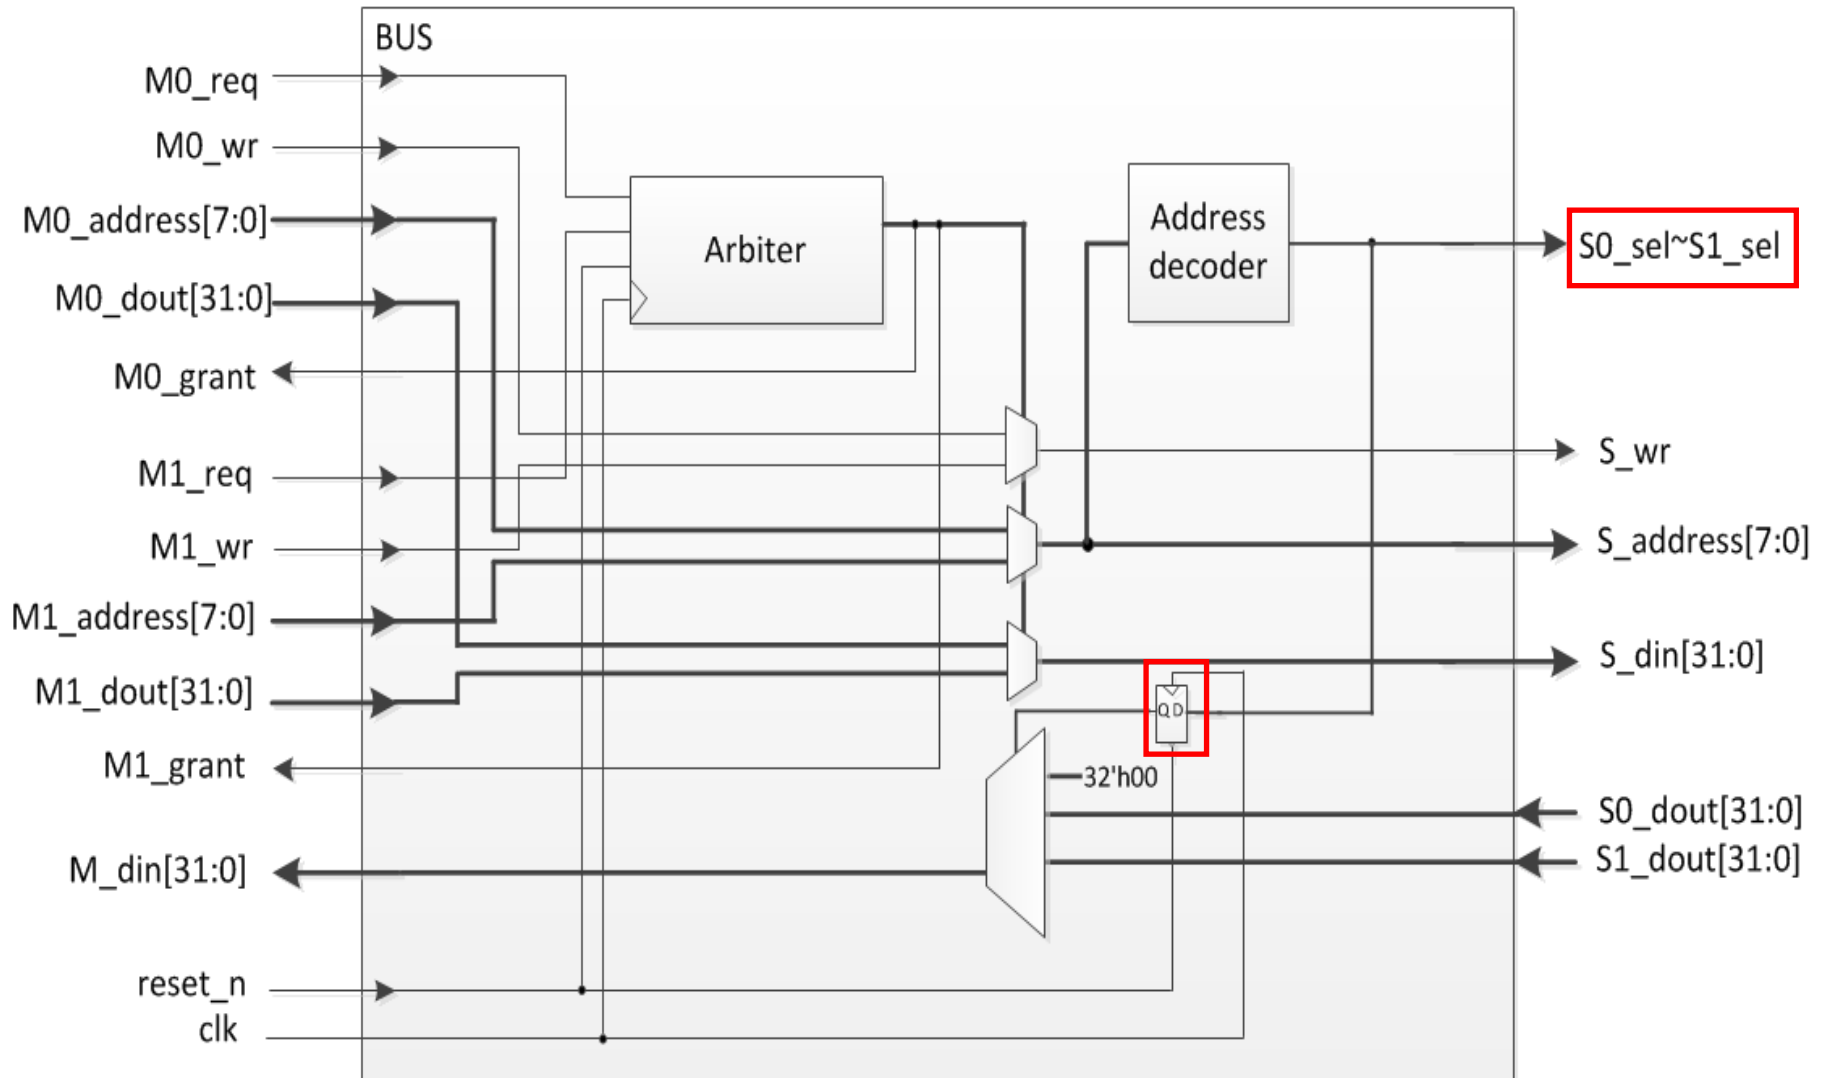 BUS
M0_req
M0_wr
M0_address[7:0]
M0_dout[31:0]
M0_grant
M1_req
M1_wr
M1_address[7:0]
M1_dout[31:0]
M1_grant
M_din[31:0]
reset_n
clk
Arbiter
Address
decoder
QD
32'h00
S0_sel~S1_sel
S_wr
S_address[7:0]
S_din[31:0]
S0_dout[31:0]
S1_dout[31:0]